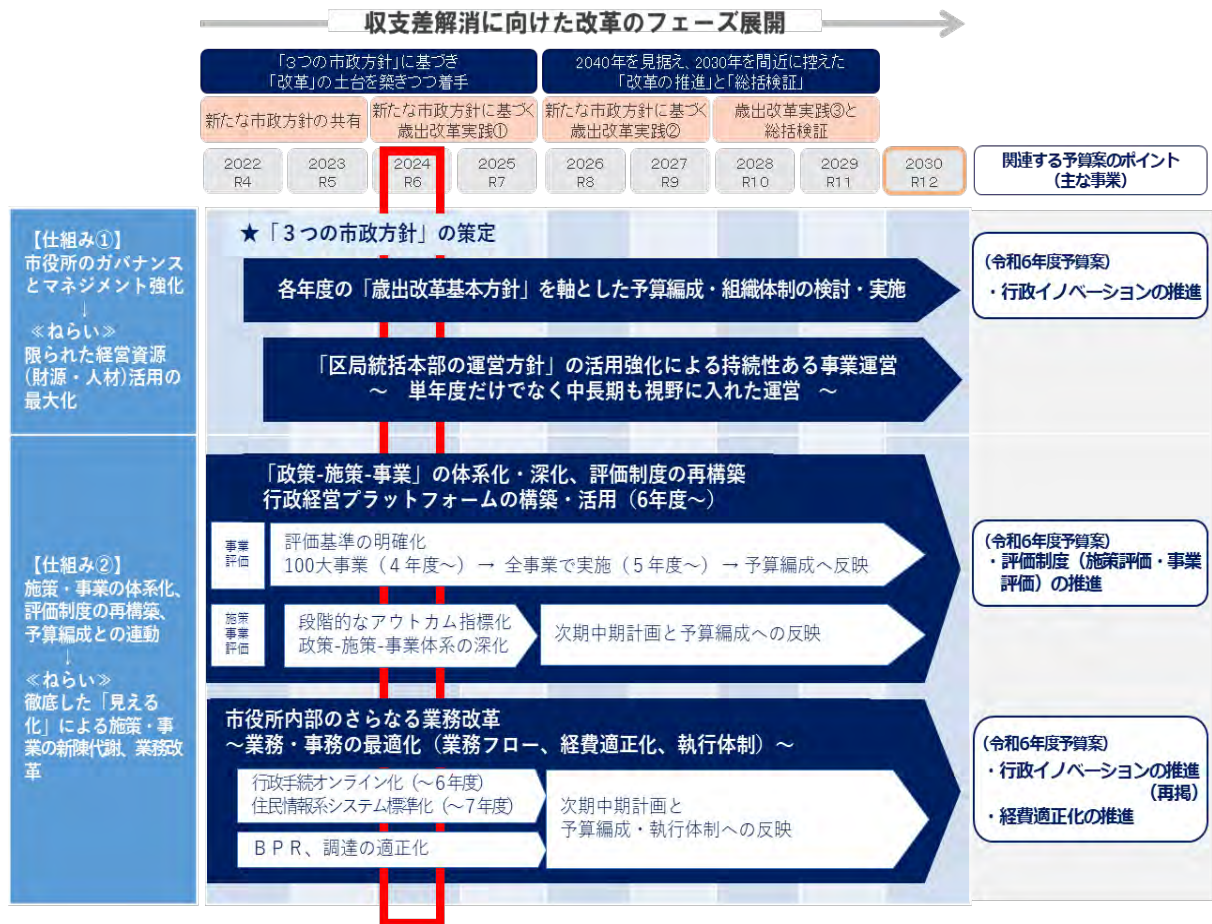 収支差解消に向けた改革のフェーズ展開
「3つの市政方針」に基づき
「改革」の土台を築きつつ着手
2040年を見据え、2030年を間近に控えた
「改革の推進」と「総括検証」
新たな市政方針の共有
新たな市政方針に基づく
歳出改革実践①
新たな市政方針に基づく
歳出改革実践②
歳出改革実践③と
総括検証
2022
R4
2023
R5
2024
R6
2025
R7
2026
R8
2027
R9
2028
R10
2029
R11
2030
R12
関連する予算案のポイント
(主な事業)
【仕組み①】
市役所のガバナンス
とマネジメント強化
↓
≪ねらい≫
限られた経営資源
(財源・人材)活用の
最大化
★「3つの市政方針」の策定
各年度の「歳出改革基本方針」を軸とした予算編成・組織体制の検討・実施
「区局統括本部の運営方針」の活用強化による持続性ある事業運営
～ 単年度だけでなく中長期も視野に入れた運営 ～
(令和6年度予算案)
・行政イノベーションの推進
【仕組み②】
施策・事業の体系化、
評価制度の再構築、
予算編成との連動
↓
≪ねらい≫
徹底した「見える
化」による施策・事
業の新陳代謝、業務改
革
「政策-施策-事業」の体系化・深化、評価制度の再構築
行政経営プラットフォームの構築・活用（6年度～）
事業
評価
評価基準の明確化
100大事業（4年度～）→ 全事業で実施（5年度～）→ 予算編成へ反映
施策
事業
評価
段階的なアウトカム指標化
政策-施策-事業体系の深化
次期中期計画と予算編成への反映
(令和6年度予算案)
・評価制度（施策評価・事業
評価）の推進
市役所内部のさらなる業務改革
～業務・事務の最適化（業務フロー、経費適正化、執行体制）～
行政手続オンライン化（～6年度）
住民情報系システム標準化（～7年度）
BPR、調達の適正化
次期中期計画と
予算編成・執行体制への反映
(令和6年度予算案)
・行政イノベーションの推進
(再掲)
・経費適正化の推進